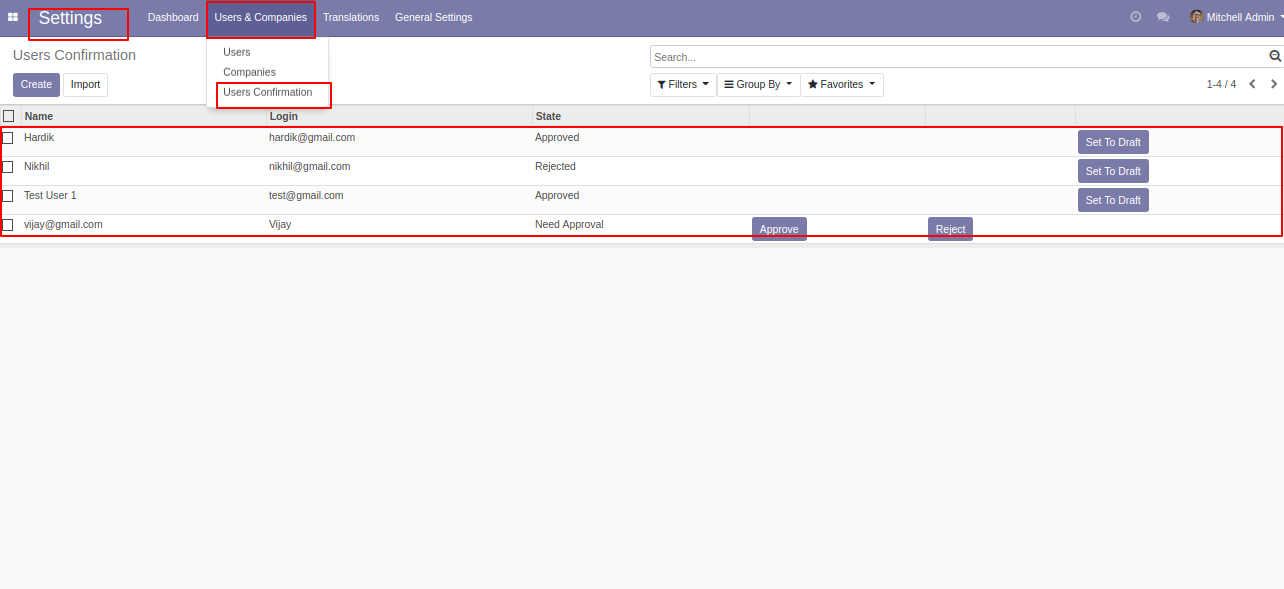 Settings Dashboard Users & Companies Translations General Settings Mitchell Admin
Users Confirmation
Users
Companies
Users Confirmation
Search...
Create Import
Filters Group By Favorites 1-4 / 4
Name Login State
Hardik hardik@gmail.com Approved Set To Draft
Nikhil nikhil@gmail.com Rejected Set To Draft
Test User 1 test@gmail.com Approved Set To Draft
vijay@gmail.com Vijay Need Approval Approve Reject